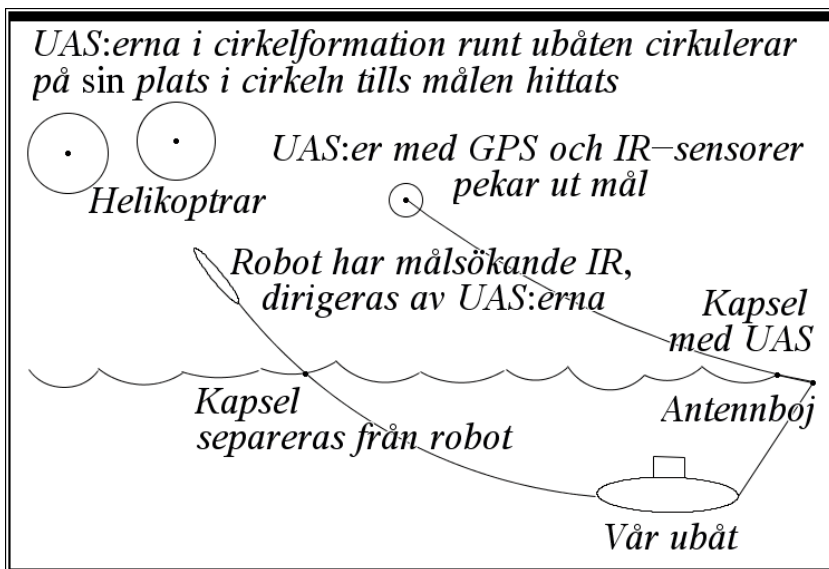 UAS:erna i cirkelformation runt ubåten cirkulerar
på sin plats i cirkeln tills målen hittats
UAS:er med GPS och IR-sensorer
pekar ut mål
Helikoptrar
Robot har målsökande IR,
dirigeras av UAS:erna
Kapsel
med UAS
Kapsel
separeras från robot
Antennboj
Vår ubåt